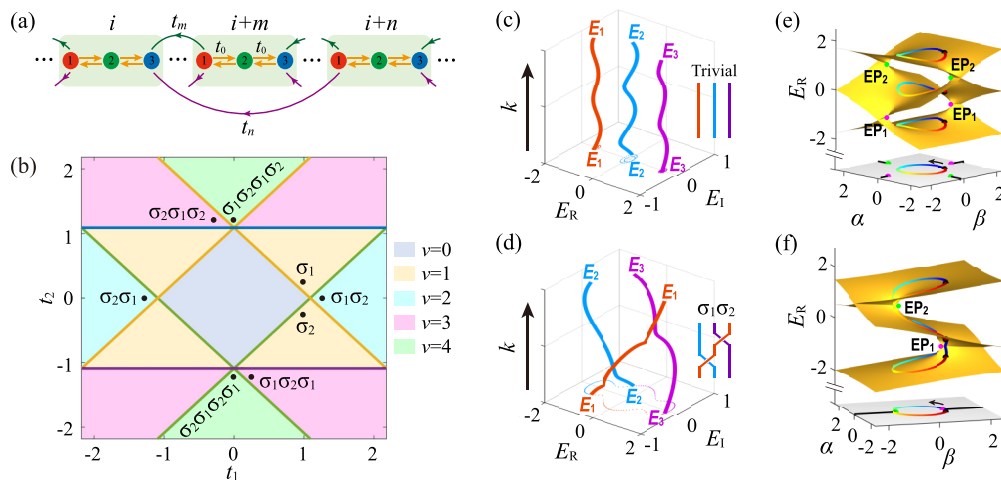 (a)
i
i+m
i+n
t_m
t_0
t_0
t_n
1
2
3
1
2
3
1
2
3
(b)
σ₂σ₁σ₂
σ₁σ₂σ₁σ₂
σ₁
σ₂σ₁
σ₁σ₂
σ₂
σ₂σ₁σ₂σ₁
σ₁σ₂σ₁
2
1
0
-1
-2
t₂
-2
-1
0
1
2
t₁
ν=0
ν=1
ν=2
ν=3
ν=4
(c)
k
E₁
E₂
E₃
Trivial
E₁
E₂
E₃
-2
0
2
E_R
-1
0
1
E_I
(d)
k
E₂
E₃
E₁
σ₁σ₂
E₁
E₂
E₃
-2
0
2
E_R
-1
0
1
E_I
(e)
E_R
2
0
-2
EP₂
EP₂
EP₁
EP₁
2
0
-2
α
-2
0
2
β
(f)
E_R
2
0
-2
EP₂
EP₁
2
0
-2
α
-2
0
2
β